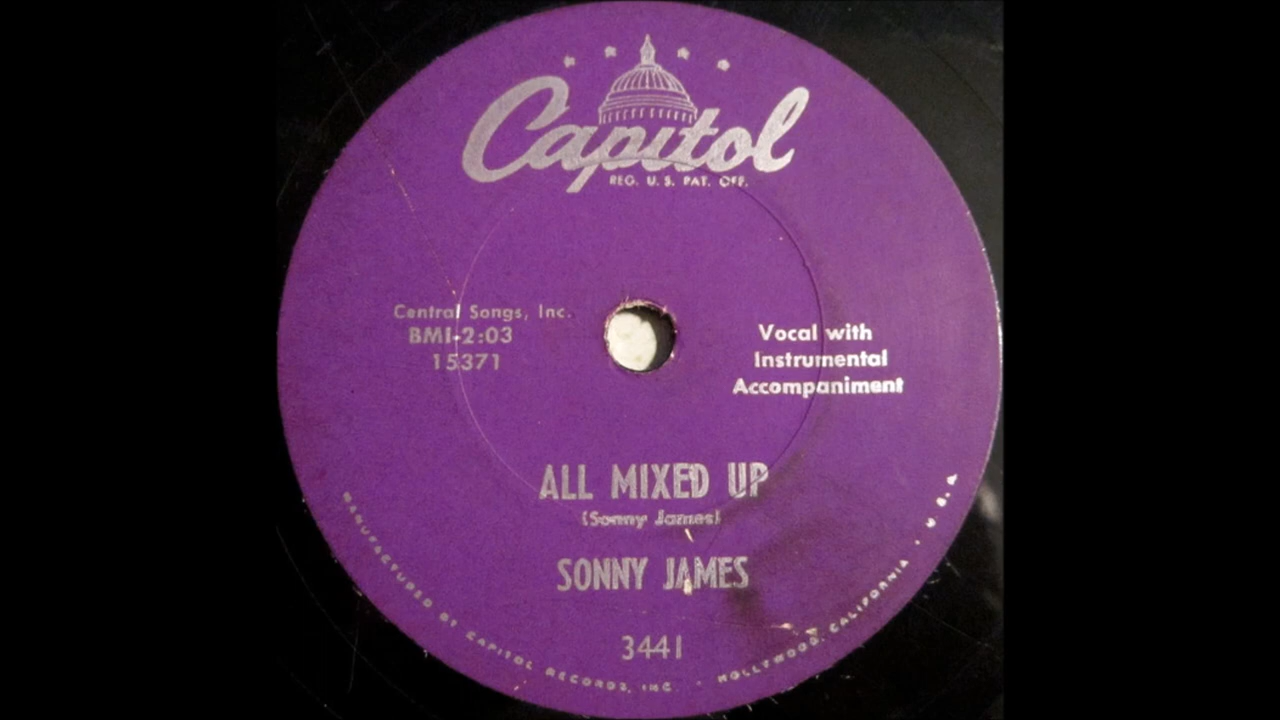 Capitol
REG. U.S. PAT. OFF.
Central Songs, Inc.
BMI-2:03
15371
Vocal with
Instrumental
Accompaniment
ALL MIXED UP
(Sonny James)
SONNY JAMES
3441
MANUFACTURED BY CAPITOL RECORDS, INC. · HOLLYWOOD, CALIFORNIA · U.S.A.